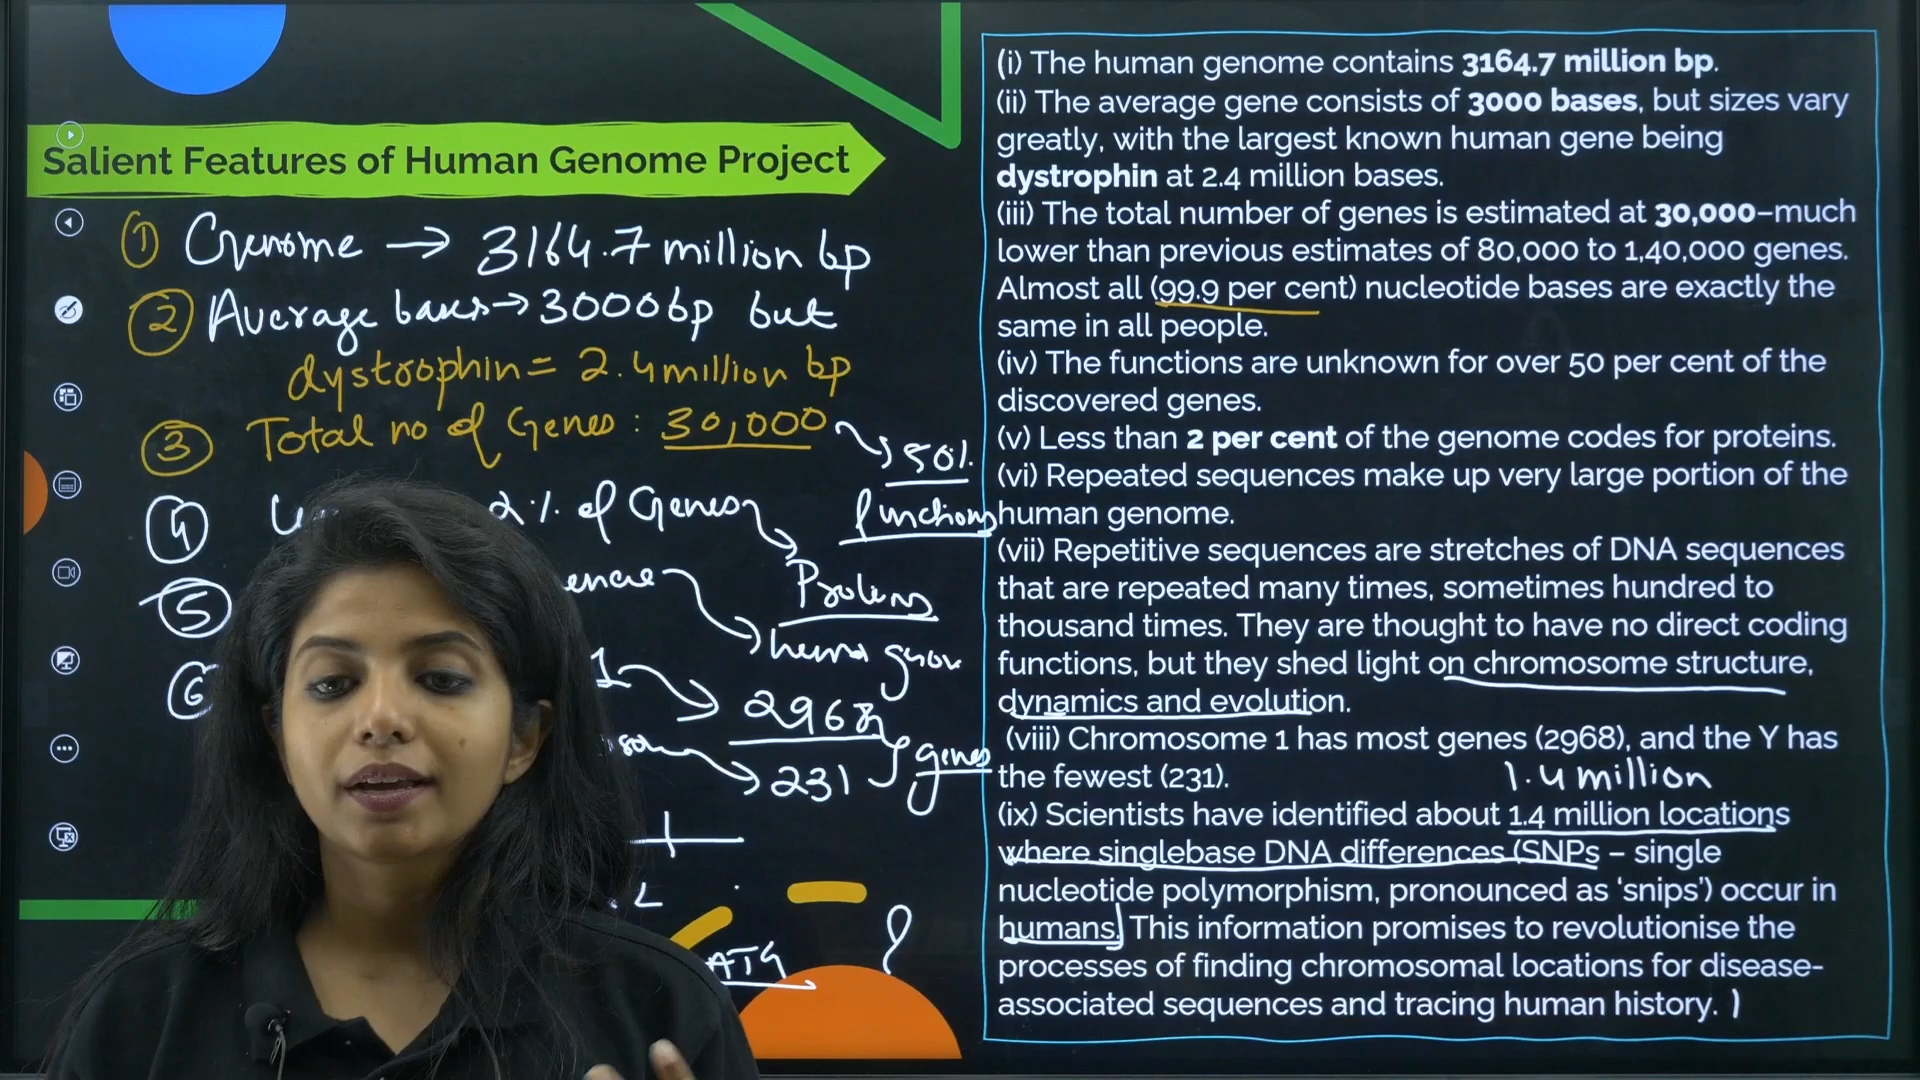 Salient Features of Human Genome Project
① Genome → 3164.7 million bp
② Average bases → 3000bp but
dystrophin = 2.4 million bp
③ Total no of Genes : 30,000
50%
functions
④ 2% of Genes
Proteins
⑤
⑥
1
2968
231
genes
ATG
(i) The human genome contains 3164.7 million bp.
(ii) The average gene consists of 3000 bases, but sizes vary
greatly, with the largest known human gene being
dystrophin at 2.4 million bases.
(iii) The total number of genes is estimated at 30,000–much
lower than previous estimates of 80,000 to 1,40,000 genes.
Almost all (99.9 per cent) nucleotide bases are exactly the
same in all people.
(iv) The functions are unknown for over 50 per cent of the
discovered genes.
(v) Less than 2 per cent of the genome codes for proteins.
(vi) Repeated sequences make up very large portion of the
human genome.
(vii) Repetitive sequences are stretches of DNA sequences
that are repeated many times, sometimes hundred to
thousand times. They are thought to have no direct coding
functions, but they shed light on chromosome structure,
dynamics and evolution.
(viii) Chromosome 1 has most genes (2968), and the Y has
the fewest (231).
1.4 million
(ix) Scientists have identified about 1.4 million locations
where singlebase DNA differences (SNPs – single
nucleotide polymorphism, pronounced as ‘snips’) occur in
humans. This information promises to revolutionise the
processes of finding chromosomal locations for disease-
associated sequences and tracing human history.